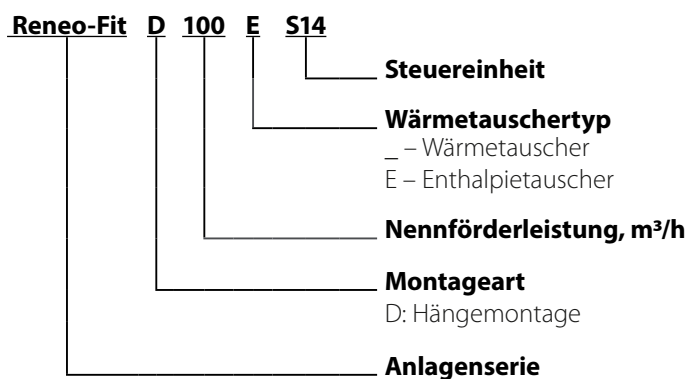 Reneo-Fit D 100 E S14
Steuereinheit
Wärmetauschertyp
_ – Wärmetauscher
E – Enthalpietauscher
Nennförderleistung, m³/h
Montageart
D: Hängemontage
Anlagenserie